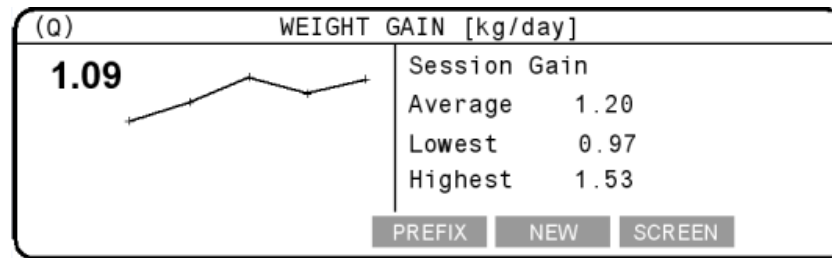 (Q) WEIGHT GAIN [kg/day]
1.09
Session Gain
Average 1.20
Lowest 0.97
Highest 1.53
PREFIX NEW SCREEN